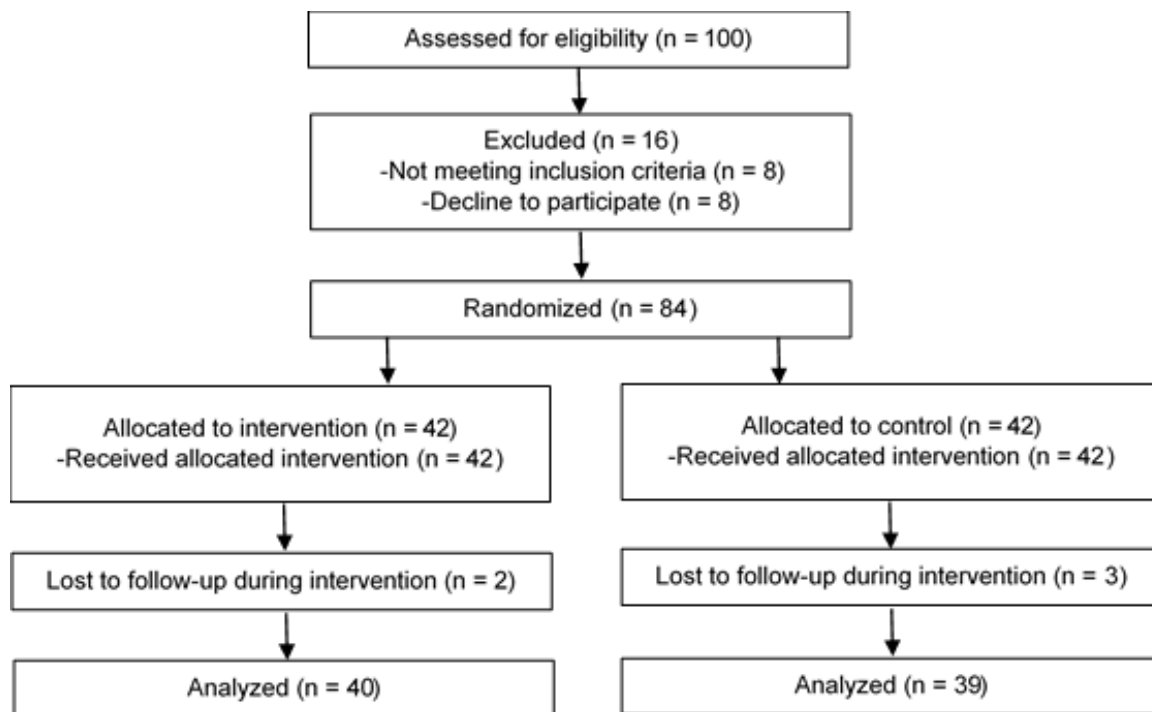 Assessed for eligibility (n = 100)
Excluded (n = 16)
-Not meeting inclusion criteria (n = 8)
-Decline to participate (n = 8)
Randomized (n = 84)
Allocated to intervention (n = 42)
-Received allocated intervention (n = 42)
Allocated to control (n = 42)
-Received allocated intervention (n = 42)
Lost to follow-up during intervention (n = 2)
Lost to follow-up during intervention (n = 3)
Analyzed (n = 40)
Analyzed (n = 39)